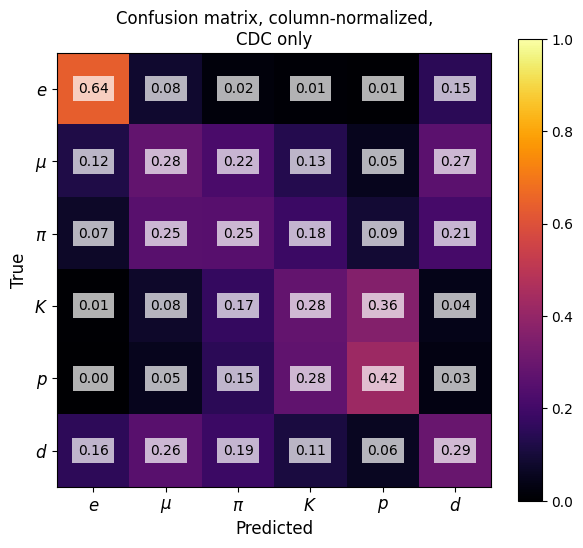 Confusion matrix, column-normalized,
CDC only
1.0
e 0.64 0.08 0.02 0.01 0.01 0.15
0.8
μ 0.12 0.28 0.22 0.13 0.05 0.27
0.6
π 0.07 0.25 0.25 0.18 0.09 0.21
True
K 0.01 0.08 0.17 0.28 0.36 0.04
0.4
p 0.00 0.05 0.15 0.28 0.42 0.03
0.2
d 0.16 0.26 0.19 0.11 0.06 0.29
0.0
e μ π K p d
Predicted